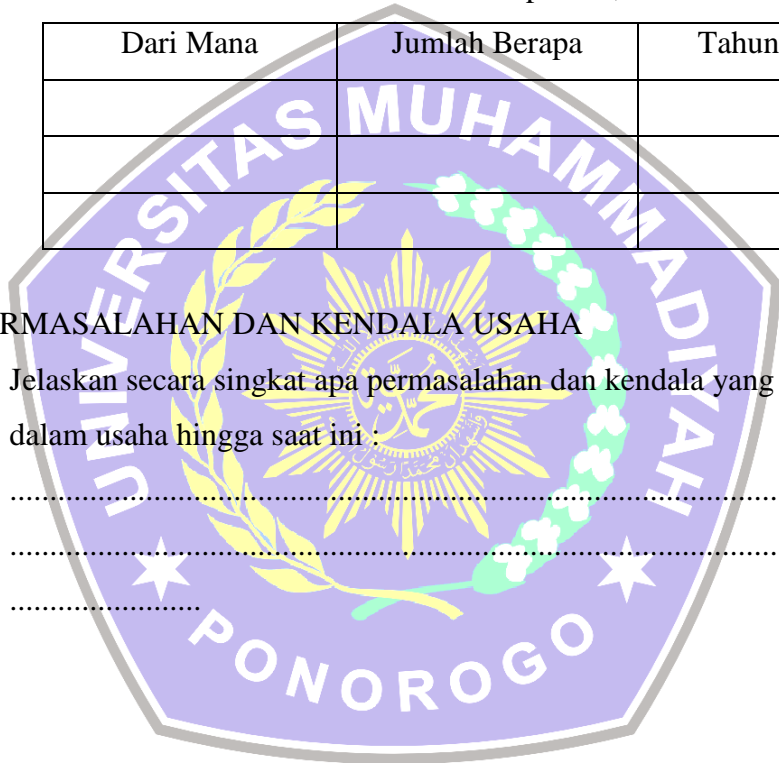 Dari Mana Jumlah Berapa Tahun
RMASALAHAN DAN KENDALA USAHA
Jelaskan secara singkat apa permasalahan dan kendala yang
dalam usaha hingga saat ini :
................................................................................................
................................................................................................
........................
UNIVERSITAS MUHAMMADIYAH
PONOROGO